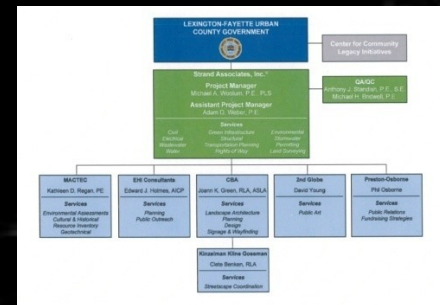 LEXINGTON-FAYETTE URBAN
COUNTY GOVERNMENT
Center for Community
Legacy Initiatives
Strand Associates, Inc.®
Project Manager
Michael A. Woolum, P.E., PLS
Assistant Project Manager
Adam D. Weber, P.E.
Services
Civil
Electrical
Wastewater
Water
Green Infrastructure
Structural
Transportation Planning
Rights-of-Way
Environmental
Stormwater
Permitting
Land Surveying
QA/QC
Anthony J. Standish, P.E., S.E.
Michael H. P.E.
MACTEC
Kathleen D. Regan, PE
Services
Environmental Assessments
Cultural & Historical
Resource Inventory
Geotechnical
EHI Consultants
Edward J. Holmes, AICP
Services
Planning
Public Outreach
CBA
Joann K. Green, RLA, ASLA
Services
Landscape Architecture
Planning
Design
Signage & Wayfinding
2nd Globe
David Young
Services
Public Art
Preston-Osborne
Phil Osborne
Services
Public Relations
Fundraising Strategies
Kinzelman Kline Gossman
Clete Benken, RLA
Services
Streetscape Coordination